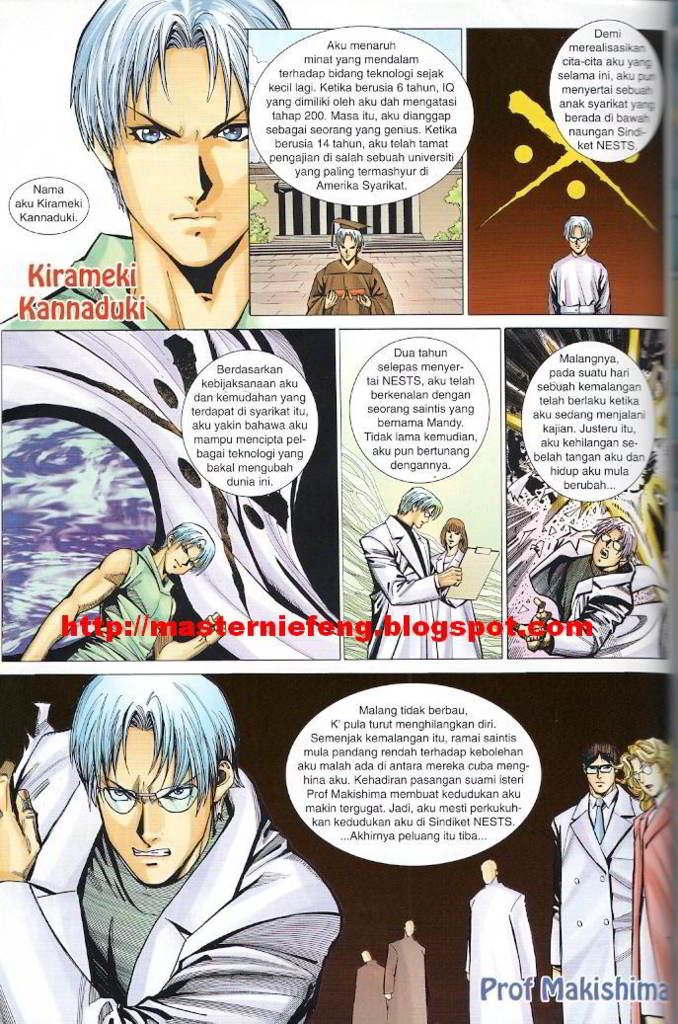 Nama
aku Kirameki
Kannaduki.
Kirameki
Kannaduki
Aku menaruh
minat yang mendalam
terhadap bidang teknologi sejak
kecil lagi. Ketika berusia 6 tahun, IQ
yang dimiliki oleh aku dah mengatasi
tahap 200. Masa itu, aku dianggap
sebagai seorang yang genius. Ketika
berusia 14 tahun, aku telah tamat
pengajian di salah sebuah universiti
yang paling termashyur di
Amerika Syarikat.
Demi
merealisasikan
cita-cita aku yang
selama ini, aku pun
menyertai sebuah
anak syarikat yang
berada di bawah
naungan Sindi-
ket NESTS.
Berdasarkan
kebijaksanaan aku
dan kemudahan yang
terdapat di syarikat itu,
aku yakin bahawa aku
mampu mencipta pel-
bagai teknologi yang
bakal mengubah
dunia ini.
Dua tahun
selepas menyer-
tai NESTS, aku telah
berkenalan dengan
seorang saintis yang
bernama Mandy.
Tidak lama kemudian,
aku pun bertunang
dengannya.
Malangnya,
pada suatu hari
sebuah kemalangan
telah berlaku ketika
aku sedang menjalani
kajian. Justeru itu,
aku kehilangan se-
belah tangan aku dan
hidup aku mula
berubah...
http://masterniefeng.blogspot.com
Malang tidak berbau,
K' pula turut menghilangkan diri.
Semenjak kemalangan itu, ramai saintis
mula pandang rendah terhadap kebolehan
aku malah ada di antara mereka cuba meng-
hina aku. Kehadiran pasangan suami isteri
Prof Makishima membuat kedudukan aku
makin tergugat. Jadi, aku mesti perkukuh-
kan kedudukan aku di Sindiket NESTS.
...Akhirnya peluang itu tiba...
Prof Makishima